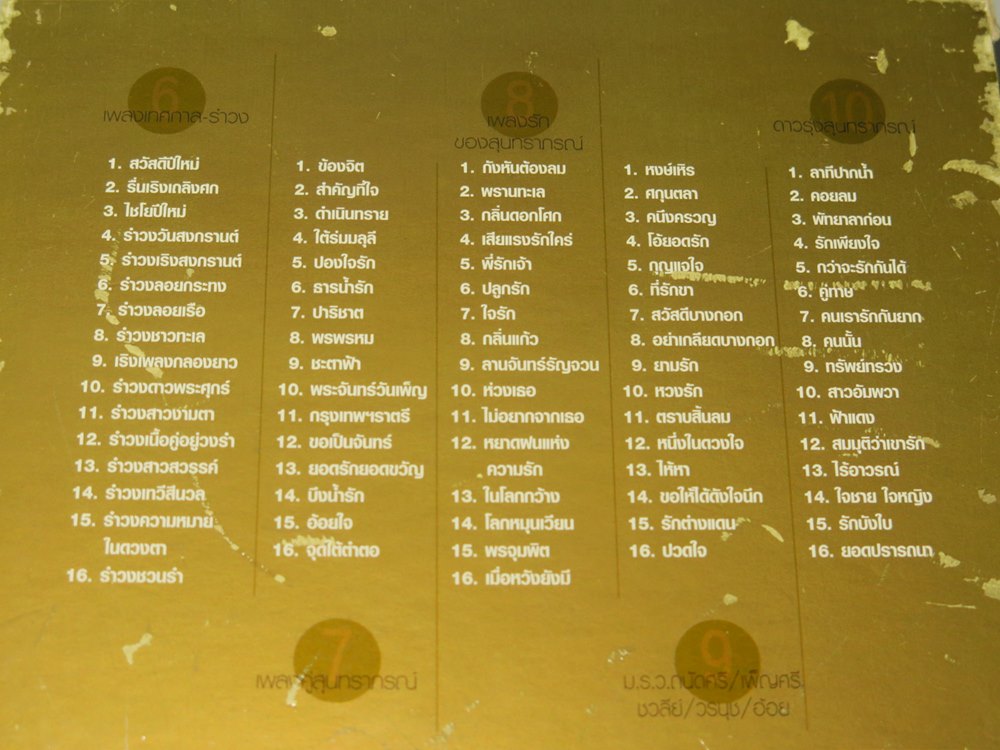 6
เพลงเทศกาล-รำวง
1. สวัสดีปีใหม่
2. รื่นเริงเถลิงศก
3. ไชโยปีใหม่
4. รำวงวันสงกรานต์
5. รำวงเริงสงกรานต์
6. รำวงลอยกระทง
7. รำวงลอยเรือ
8. รำวงชาวทะเล
9. เริงเพลงกลองยาว
10. รำวงดาวพระศุกร์
11. รำวงสาวงามตา
12. รำวงเนื้อคู่อยู่วงรำ
13. รำวงสาวสวรรค์
14. รำวงเทวีสีนวล
15. รำวงความหมาย
ในดวงตา
16. รำวงชวนรำ
1. ข้องจิต
2. สำคัญที่ใจ
3. ดำเนินทราย
4. ใต้ร่มมลุลี
5. ปองใจรัก
6. ธารน้ำรัก
7. ปาริชาต
8. พรพรหม
9. ชะตาฟ้า
10. พระจันทร์วันเพ็ญ
11. กรุงเทพฯราตรี
12. ขอเป็นจันทร์
13. ยอดรักยอดขวัญ
14. บึงน้ำรัก
15. อ้อยใจ
16. จุดไต้ตำตอ
7
เพลงคู่สุนทราภรณ์
8
เพลงรัก
ของสุนทราภรณ์
1. กังหันต้องลม
2. พรานทะเล
3. กลิ่นดอกโศก
4. เสียแรงรักใคร่
5. พี่รักเจ้า
6. ปลูกรัก
7. ใจรัก
8. กลิ่นแก้ว
9. ลานจันทร์รัญจวน
10. ห่วงเธอ
11. ไม่อยากจากเธอ
12. หยาดฝนแห่ง
ความรัก
13. ในโลกกว้าง
14. โลกหมุนเวียน
15. พรจุมพิต
16. เมื่อหวังยังมี
1. หงษ์เหิร
2. ศกุนตลา
3. คนึงครวญ
4. โอ้ยอดรัก
5. กุญแจใจ
6. ที่รักขา
7. สวัสดีบางกอก
8. อย่าเกลียดบางกอก
9. ยามรัก
10. หวงรัก
11. ตราบสิ้นลม
12. หนึ่งในดวงใจ
13. ไห้หา
14. ขอให้ได้ดังใจนึก
15. รักต่างแดน
16. ปวดใจ
9
ม.ร.ว.ถนัดศรี/เพ็ญศรี
ชวลีย์/วรนุช/อ้อย
10
ดาวรุ่งสุนทราภรณ์
1. ลาทีปากน้ำ
2. คอยลม
3. พัทยาลาก่อน
4. รักเพียงใจ
5. กว่าจะรักกันได้
6. คู่ทาษ
7. คนเรารักกันยาก
8. คนนั้น
9. ทรัพย์ทรวง
10. สาวอัมพวา
11. ฟ้าแดง
12. สมมุติว่าเขารัก
13. ไร้อาวรณ์
14. ใจชาย ใจหญิง
15. รักบังใบ
16. ยอดปรารถนา